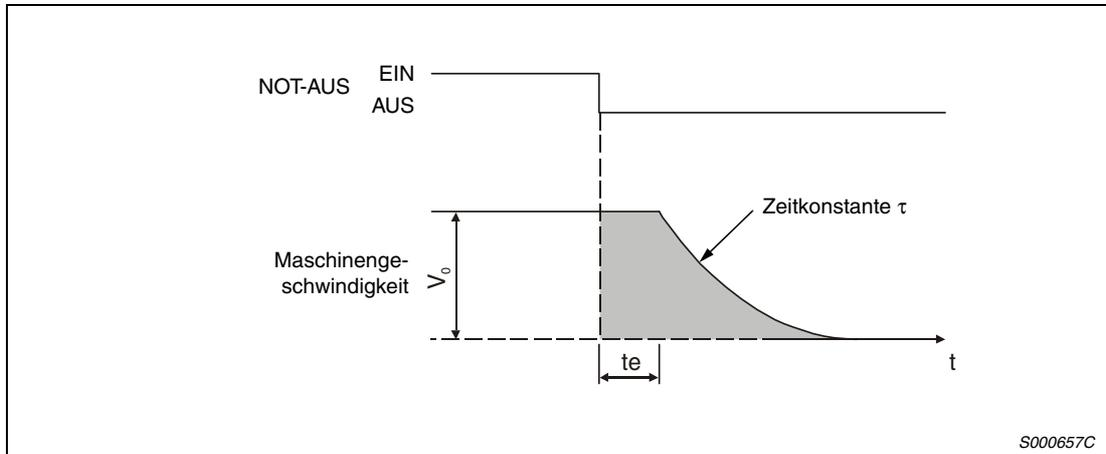 NOT-AUS
EIN
AUS
Zeitkonstante τ
Maschinenge-
schwindigkeit
V₀
te
t
S000657C